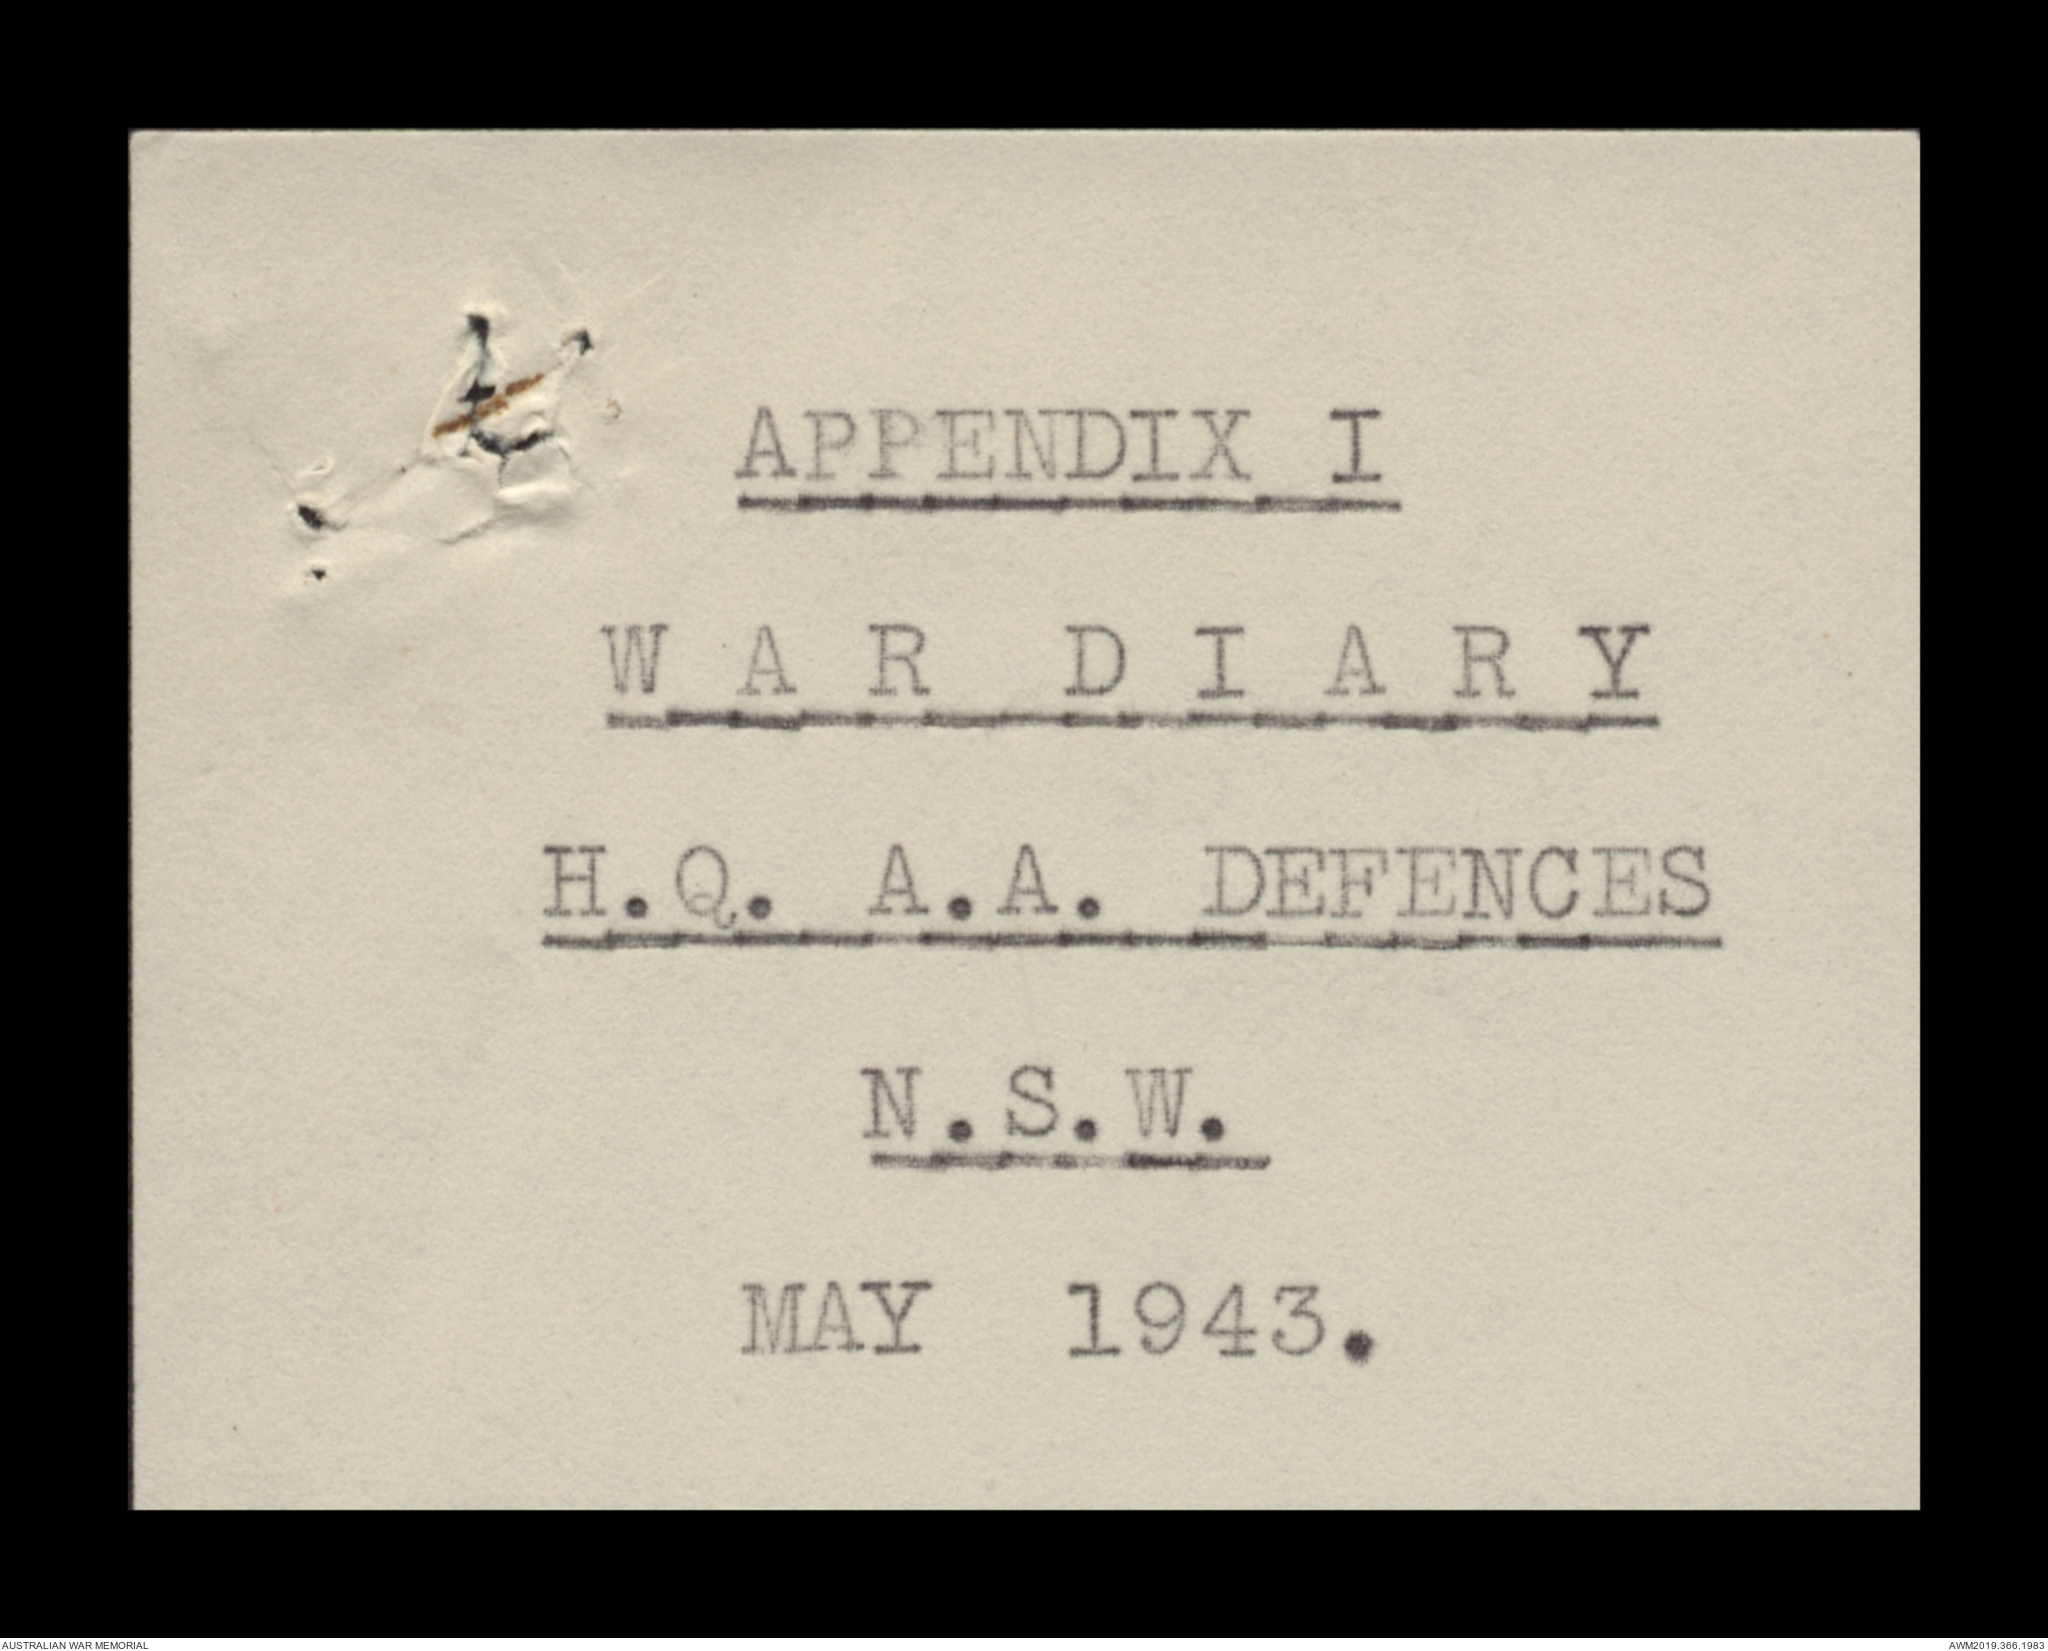 APPENDIX I
W A R  D I A R Y
H.Q. A.A. DEFENCES
N.S.W.
MAY 1943.
AUSTRALIAN WAR MEMORIAL
AWM2019.366.1983